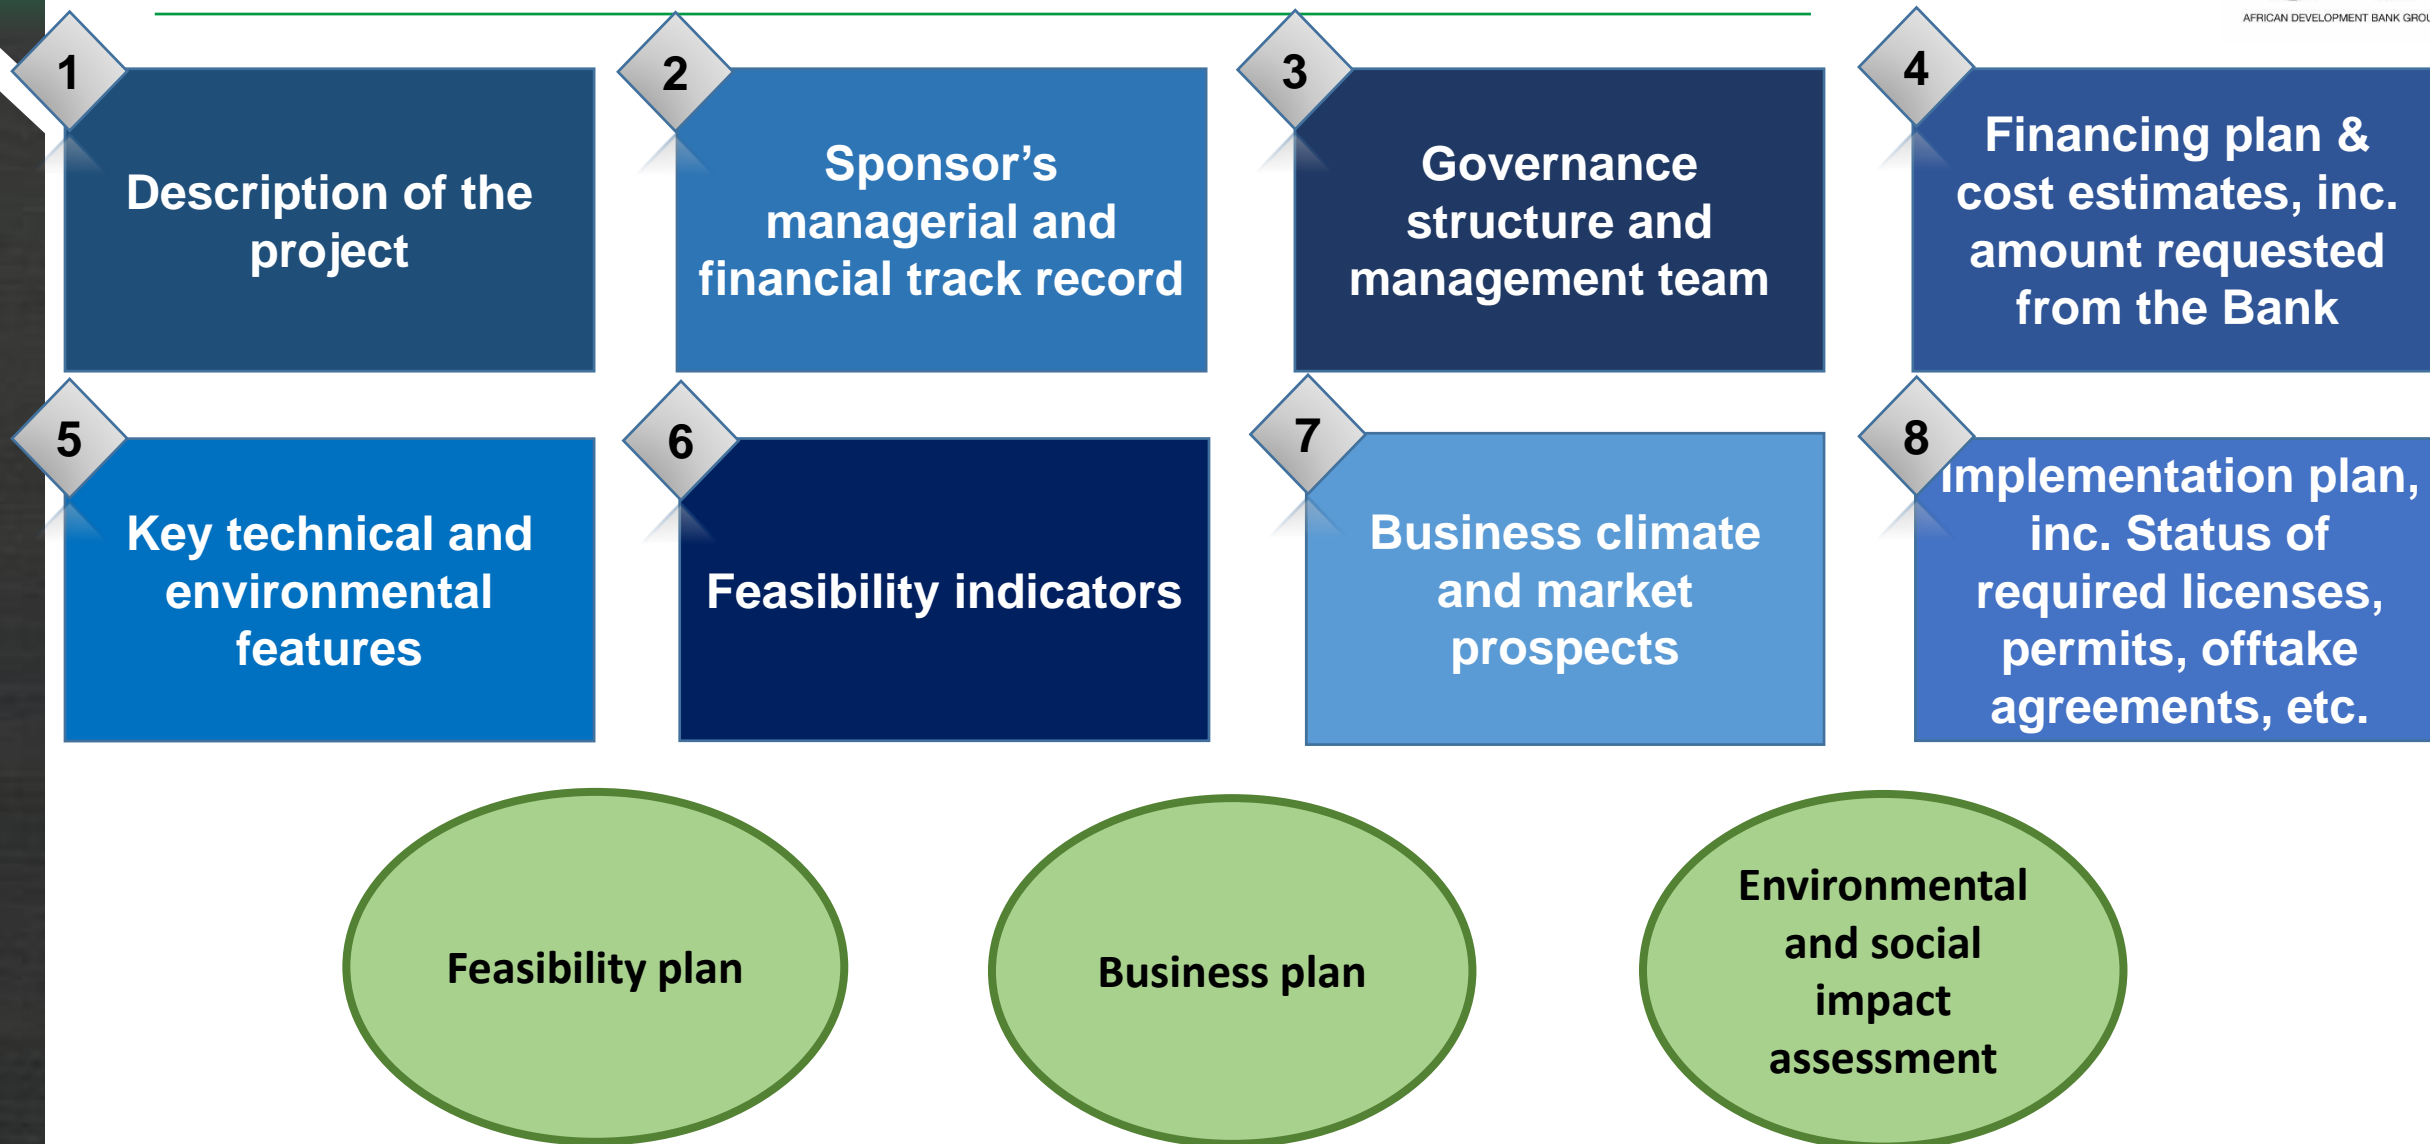 AFRICAN DEVELOPMENT BANK GROU
1
Description of the
project
2
Sponsor’s
managerial and
financial track record
3
Governance
structure and
management team
4
Financing plan &
cost estimates, inc.
amount requested
from the Bank
5
Key technical and
environmental
features
6
Feasibility indicators
7
Business climate
and market
prospects
8
Implementation plan,
inc. Status of
required licenses,
permits, offtake
agreements, etc.
Feasibility plan
Business plan
Environmental
and social
impact
assessment